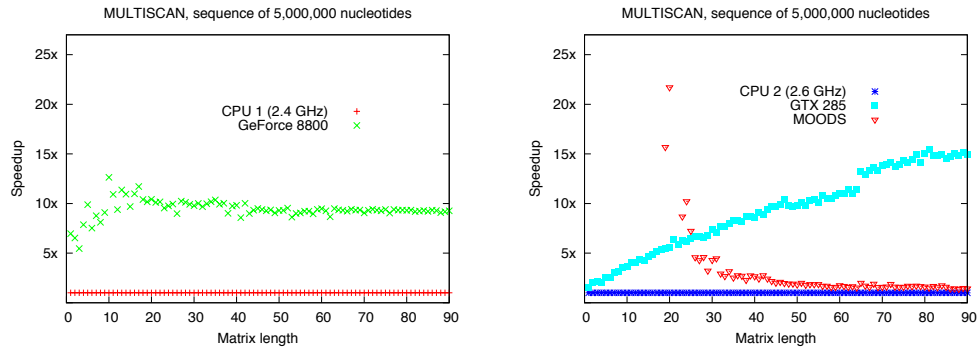 MULTISCAN, sequence of 5,000,000 nucleotides
25x
20x
15x
10x
5x
Speedup
CPU 1 (2.4 GHz)
GeForce 8800
0 10 20 30 40 50 60 70 80 90
Matrix length
MULTISCAN, sequence of 5,000,000 nucleotides
25x
20x
15x
10x
5x
Speedup
CPU 2 (2.6 GHz)
GTX 285
MOODS
0 10 20 30 40 50 60 70 80 90
Matrix length